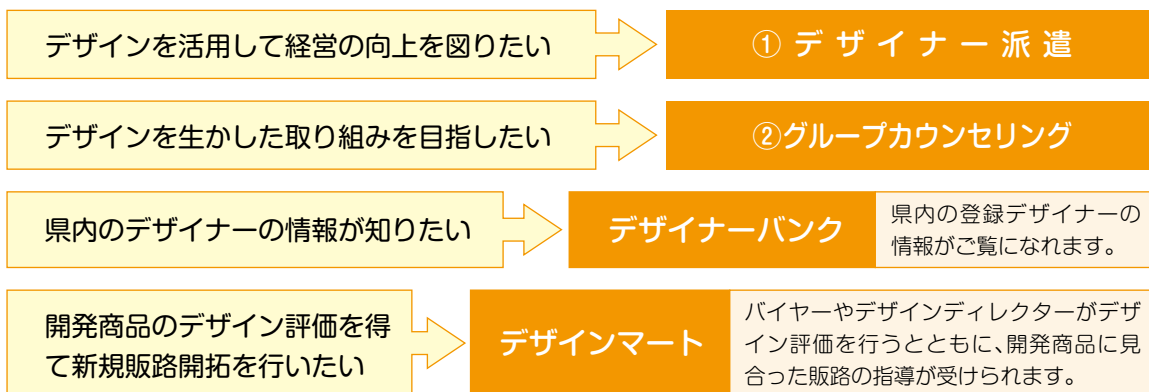 デザインを活用して経営の向上を図りたい
① デザイナー派遣
デザインを生かした取り組みを目指したい
②グループカウンセリング
県内のデザイナーの情報が知りたい
デザイナーバンク
県内の登録デザイナーの
情報がご覧になれます。
開発商品のデザイン評価を得
て新規販路開拓を行いたい
デザインマート
バイヤーやデザインディレクターがデザ
イン評価を行うとともに、開発商品に見
合った販路の指導が受けられます。